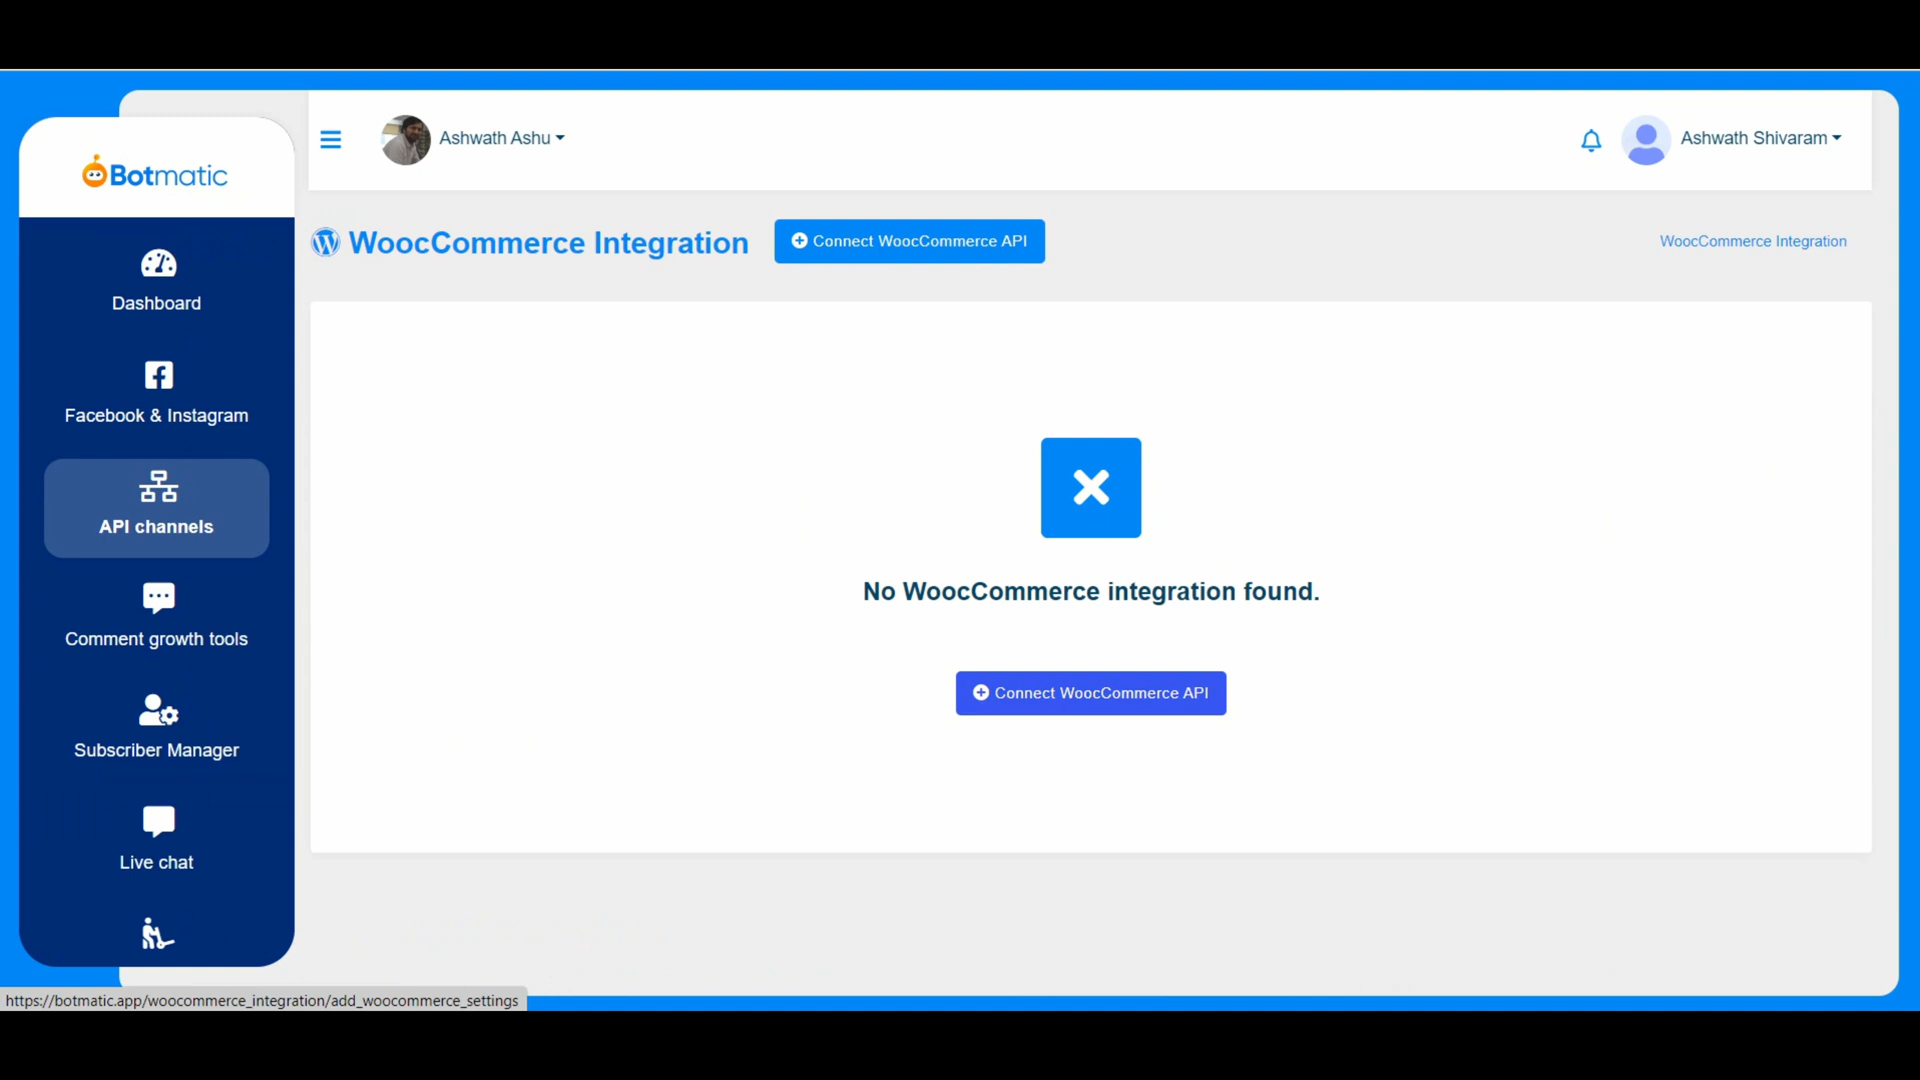 Botmatic
Ashwath Ashu
Ashwath Shivaram
WoocCommerce Integration
Connect WoocCommerce API
WoocCommerce Integration
Dashboard
Facebook & Instagram
API channels
Comment growth tools
Subscriber Manager
Live chat
No WoocCommerce integration found.
Connect WoocCommerce API
https://botmatic.app/woocommerce_integration/add_woocommerce_settings